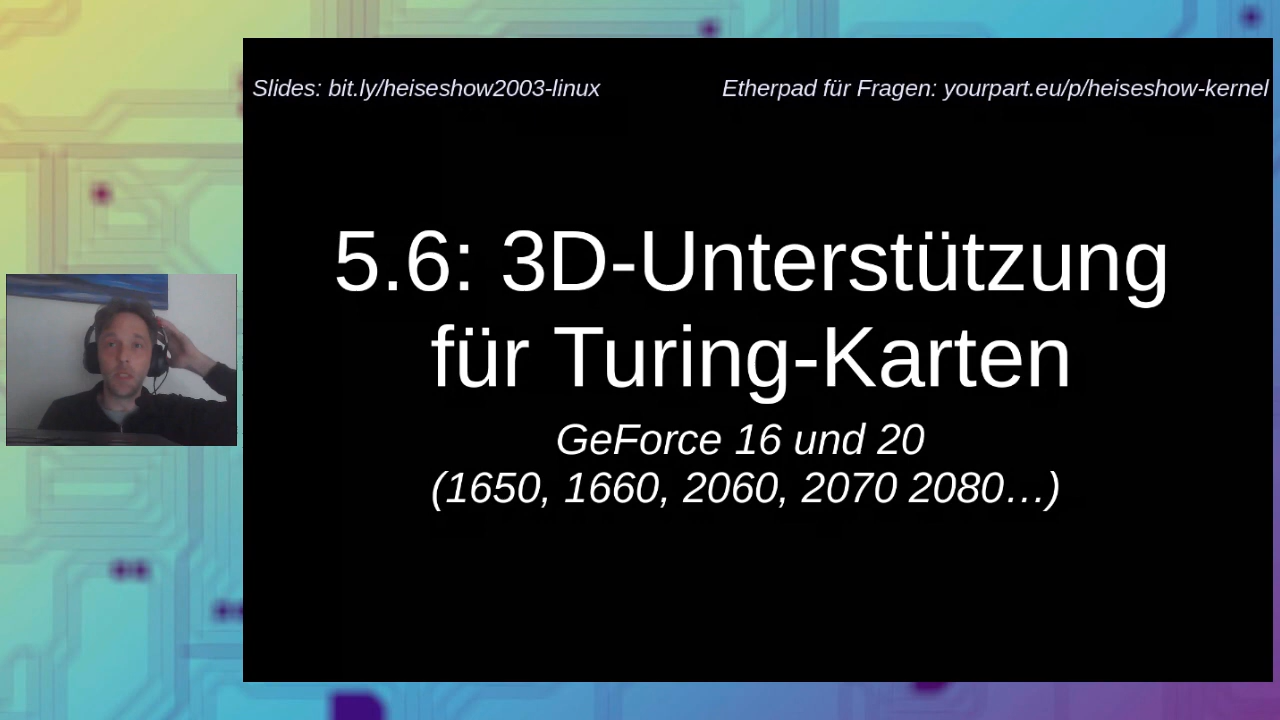 Slides: bit.ly/heiseshow2003-linux
Etherpad für Fragen: yourpart.eu/p/heiseshow-kernel
5.6: 3D-Unterstützung
für Turing-Karten
GeForce 16 und 20
(1650, 1660, 2060, 2070 2080…)